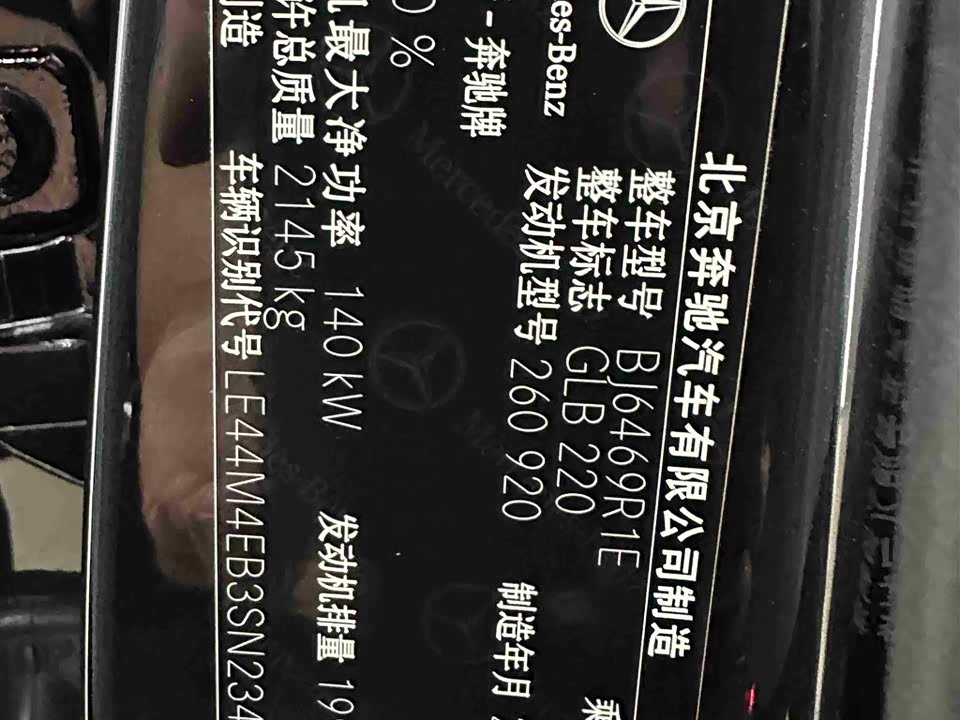 北京奔驰汽车有限公司制造
整车型号 BJ6469R1E
es-Benz 整车标志 GLB 220
奔驰牌 发动机型号 260 920 制造年月
% 
最大净功率 140 kW 发动机排量 19
许总质量 2145 kg
制造 车辆识别代号 LE44M4EB3SN234